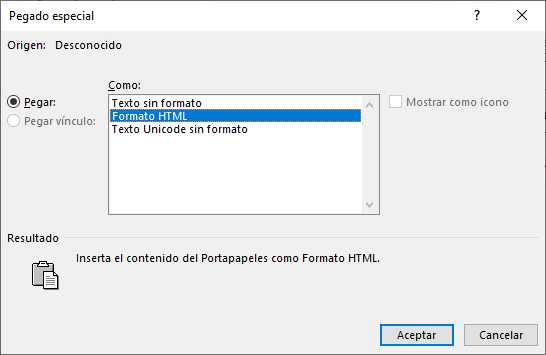 Pegado especial
Origen: Desconocido
Como:
Pegar:
Pegar vínculo:
Texto sin formato
Formato HTML
Texto Unicode sin formato
Mostrar como icono
Resultado
Inserta el contenido del Portapapeles como Formato HTML.
Aceptar
Cancelar